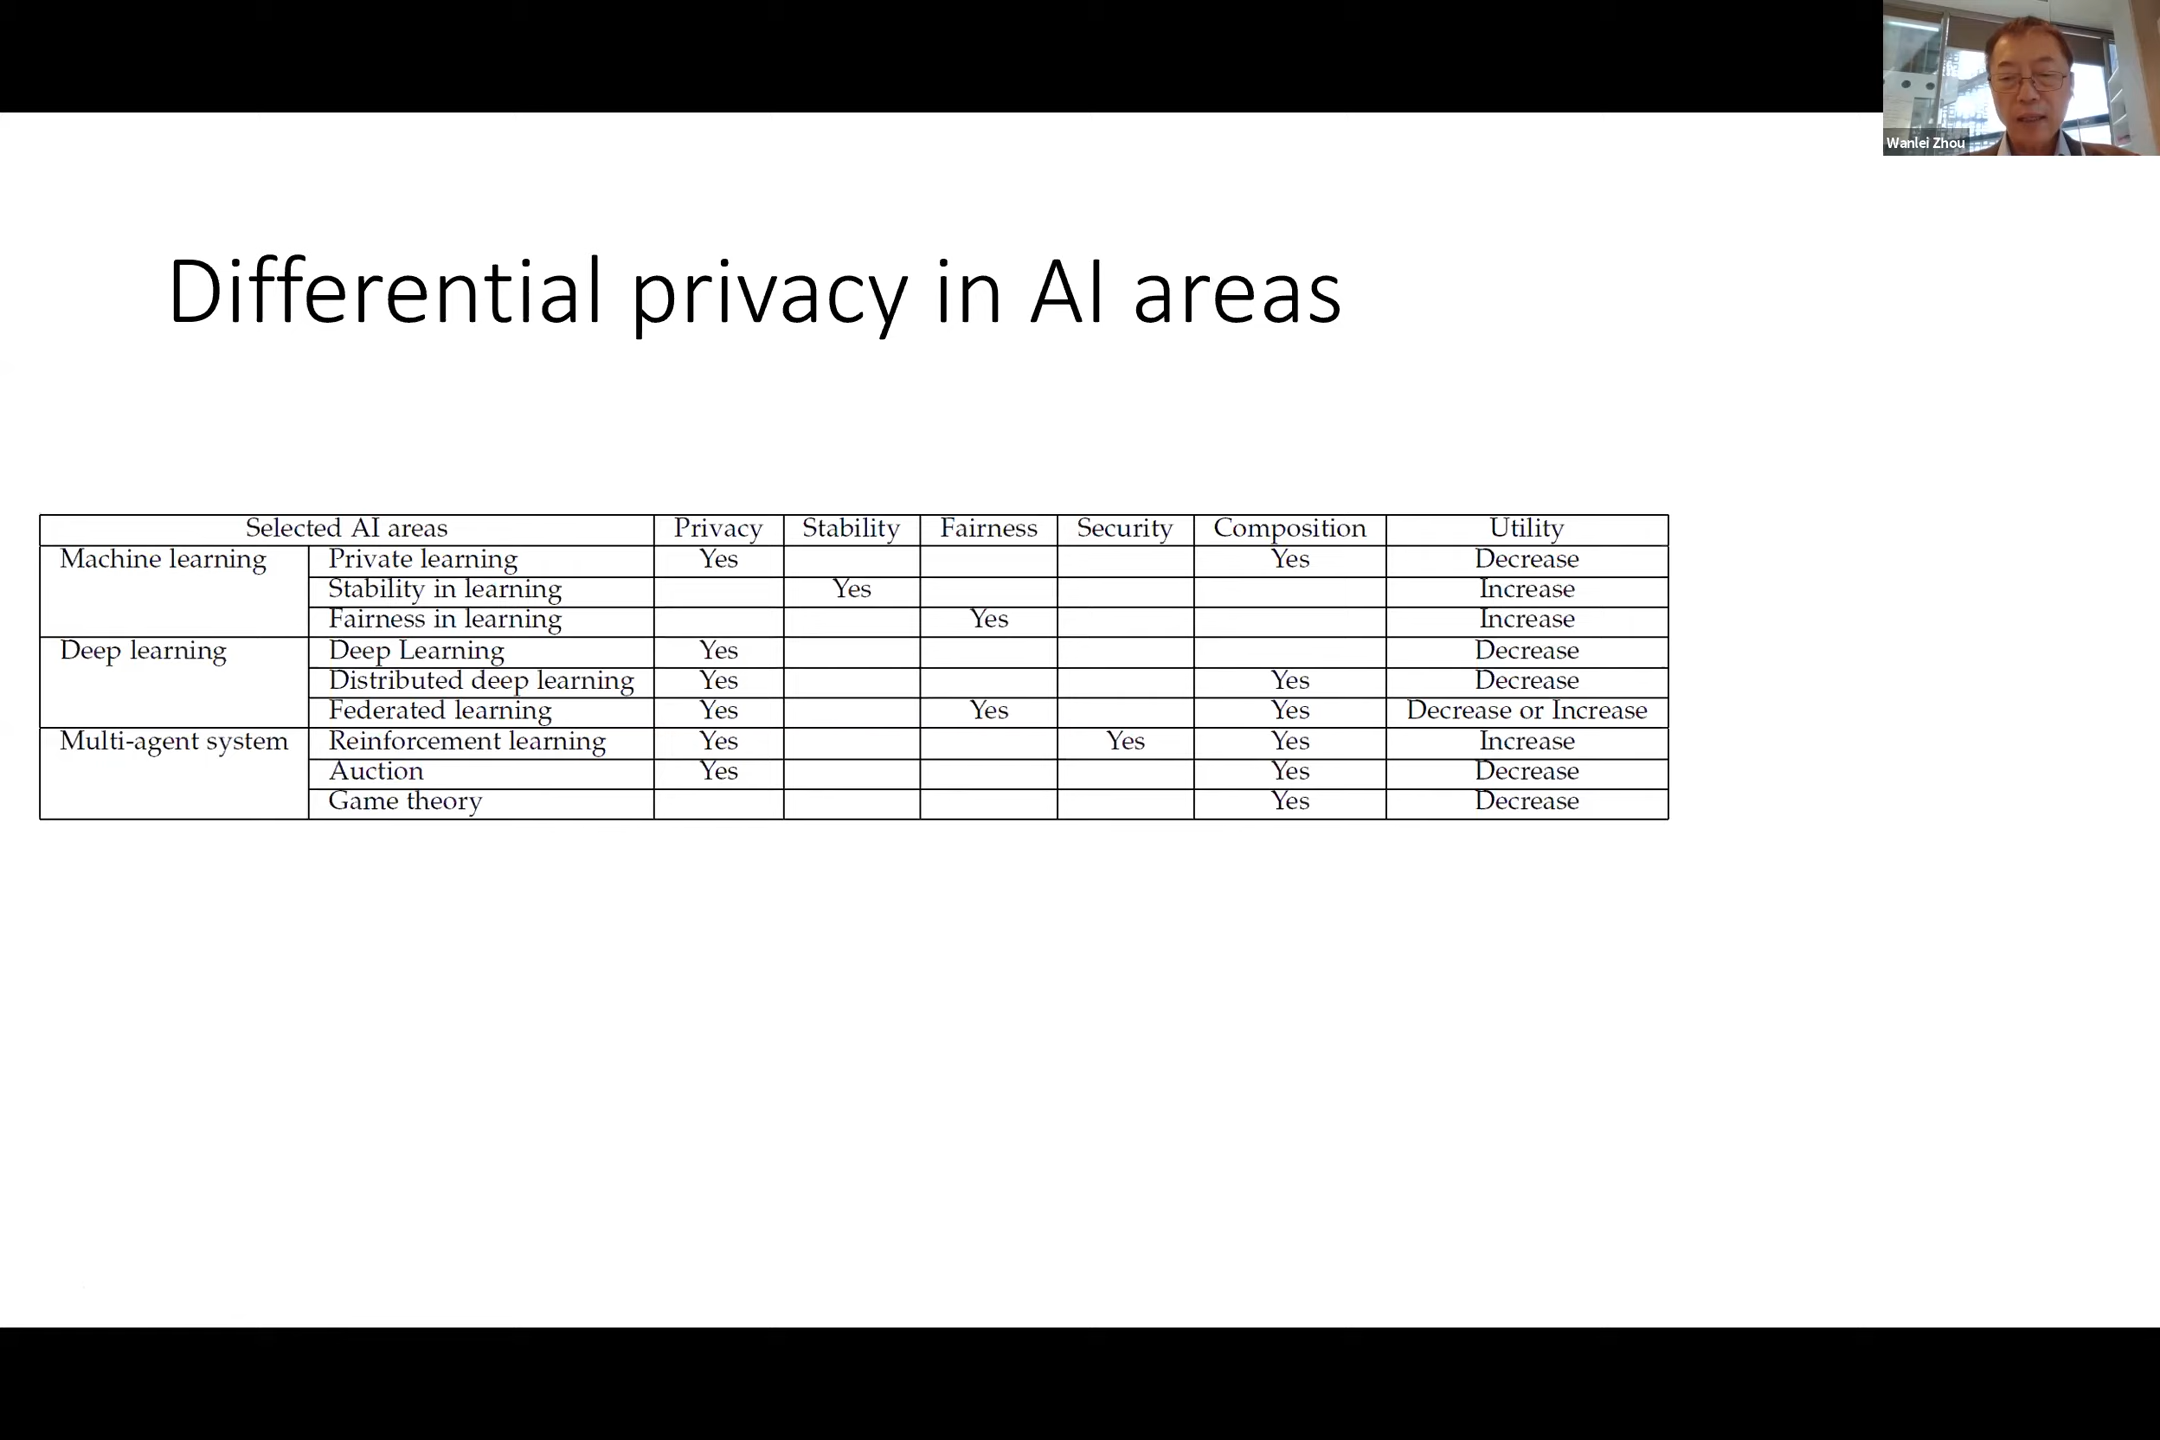 Wanlei Zhou
Differential privacy in AI areas
Selected AI areas Privacy Stability Fairness Security Composition Utility
Machine learning Private learning Yes Yes Decrease
Stability in learning Yes Increase
Fairness in learning Yes Increase
Deep learning Deep Learning Yes Decrease
Distributed deep learning Yes Yes Decrease
Federated learning Yes Yes Yes Decrease or Increase
Multi-agent system Reinforcement learning Yes Yes Yes Increase
Auction Yes Yes Decrease
Game theory Yes Decrease